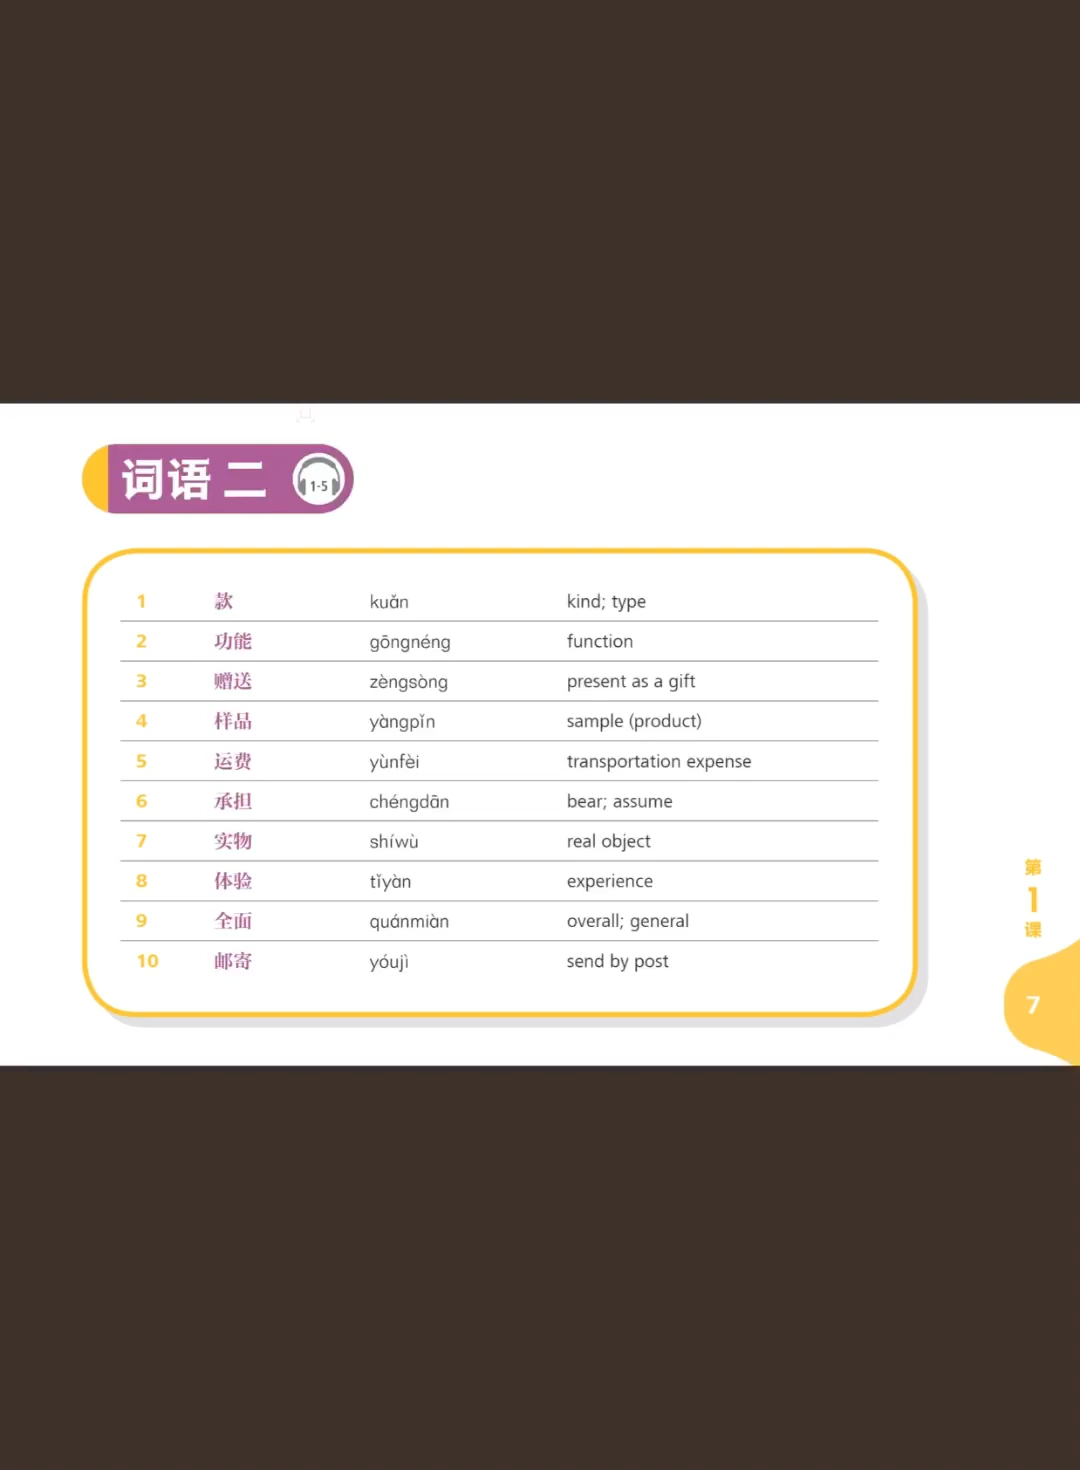 词语二 1-5
1 款 kuǎn kind; type
2 功能 gōngnéng function
3 赠送 zèngsòng present as a gift
4 样品 yàngpǐn sample (product)
5 运费 yùnfèi transportation expense
6 承担 chéngdān bear; assume
7 实物 shíwù real object
8 体验 tǐyàn experience
9 全面 quánmiàn overall; general
10 邮寄 yóujì send by post
第
1
课
7